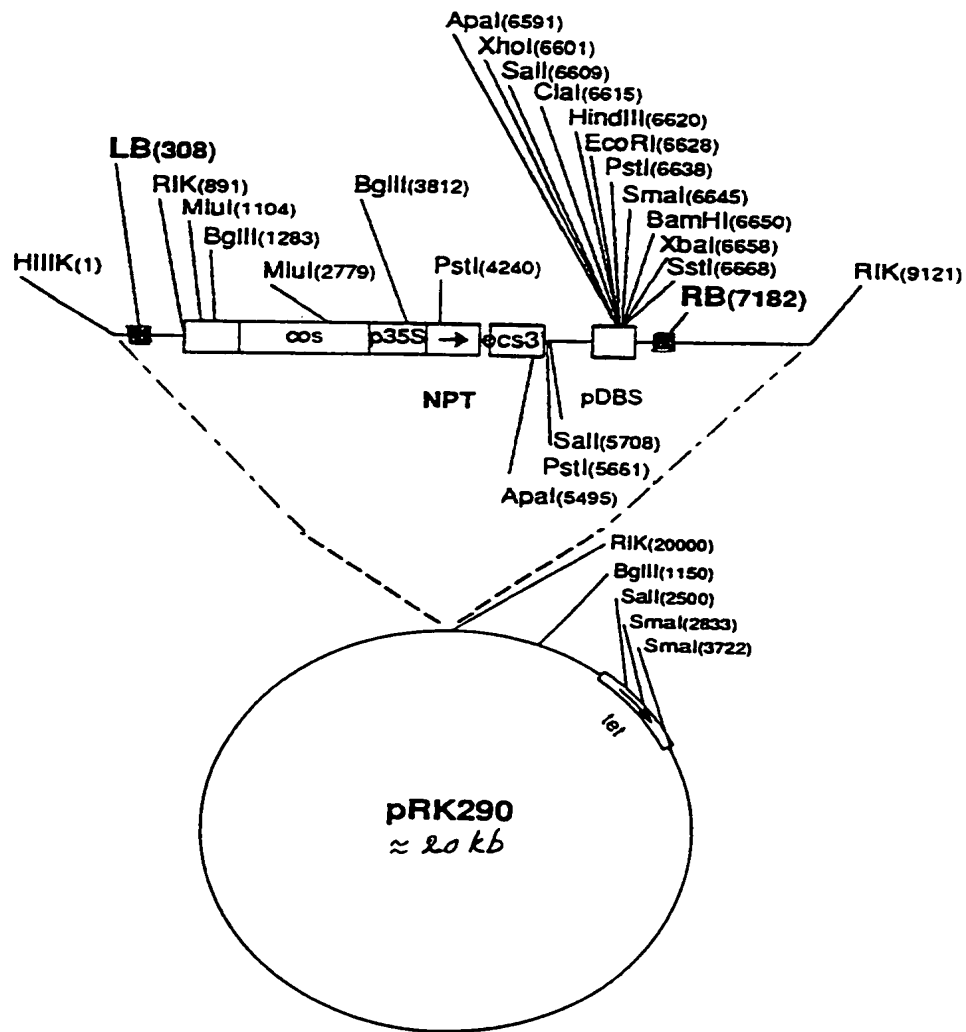 ApaI(6591)
XhoI(6601)
SalI(6609)
ClaI(6615)
HindIII(6620)
EcoRI(6628)
PstI(6638)
SmaI(6645)
BamHI(6650)
XbaI(6658)
SstI(6668)
LB(308)
RIK(891)
MluI(1104)
BglII(1283)
MluI(2779)
BglII(3812)
PstI(4240)
HIIIK(1)
RB(7182)
RIK(9121)
cos
p35S
cs3
NPT
pDBS
SalI(5708)
PstI(5661)
ApaI(5495)
RIK(20000)
BglII(1150)
SalI(2500)
SmaI(2833)
SmaI(3722)
tet
pRK290
≈ 20 kb